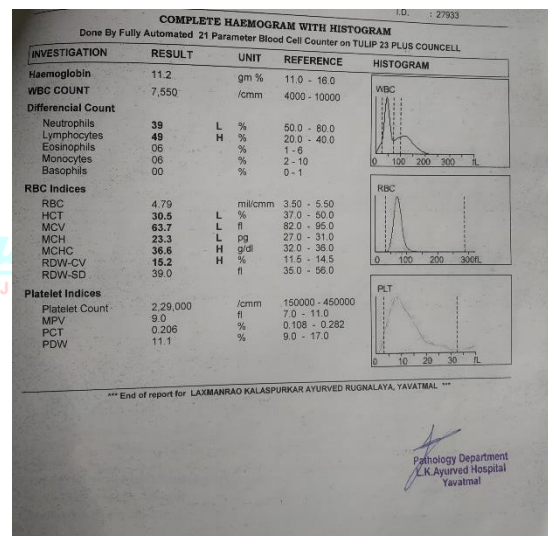 I.D. : 27933
COMPLETE HAEMOGRAM WITH HISTOGRAM
Done By Fully Automated 21 Parameter Blood Cell Counter on TULIP 23 PLUS COUNCELL
INVESTIGATION RESULT UNIT REFERENCE HISTOGRAM
Haemoglobin 11.2 gm % 11.0 - 16.0
WBC COUNT 7,550 /cmm 4000 - 10000
Differencial Count
Neutrophils 39 L % 50.0 - 80.0
Lymphocytes 49 H % 20.0 - 40.0
Eosinophils 06 % 1 - 6
Monocytes 06 % 2 - 10
Basophils 00 % 0 - 1
WBC
0 100 200 300 fL
RBC Indices
RBC 4.79 mil/cmm 3.50 - 5.50
HCT 30.5 L % 37.0 - 50.0
MCV 63.7 L fl 82.0 - 95.0
MCH 23.3 L pg 27.0 - 31.0
MCHC 36.6 H g/dl 32.0 - 36.0
RDW-CV 15.2 H % 11.5 - 14.5
RDW-SD 39.0 fl 35.0 - 56.0
RBC
0 100 200 300fL
Platelet Indices
Platelet Count 2,29,000 /cmm 150000 - 450000
MPV 9.0 fl 7.0 - 11.0
PCT 0.206 % 0.108 - 0.282
PDW 11.1 % 9.0 - 17.0
PLT
0 10 20 30 fL
*** End of report for LAXMANRAO KALASPURKAR AYURVED RUGNALAYA, YAVATMAL ***
Pathology Department
L.K.Ayurved Hospital
Yavatmal